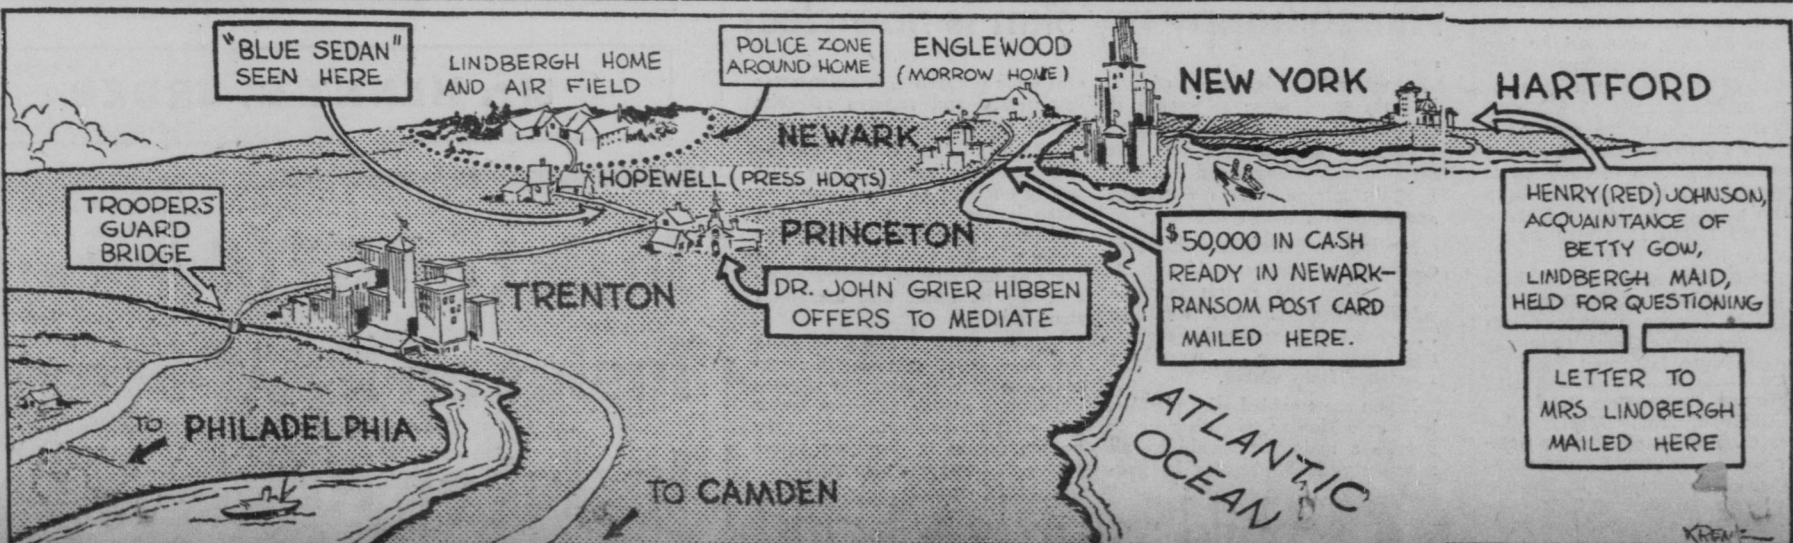 "BLUE SEDAN"
SEEN HERE
LINDBERGH HOME
AND AIR FIELD
POLICE ZONE
AROUND HOME
ENGLEWOOD
(MORROW HOME)
NEW YORK
HARTFORD
NEWARK
HOPEWELL (PRESS HDQTS)
TROOPERS'
GUARD
BRIDGE
PRINCETON
TRENTON
DR. JOHN GRIER HIBBEN
OFFERS TO MEDIATE
$50,000 IN CASH
READY IN NEWARK-
RANSOM POST CARD
MAILED HERE.
HENRY (RED) JOHNSON,
ACQUAINTANCE OF
BETTY GOW,
LINDBERGH MAID,
HELD FOR QUESTIONING
LETTER TO
MRS LINDBERGH
MAILED HERE
TO PHILADELPHIA
TO CAMDEN
ATLANTIC
OCEAN